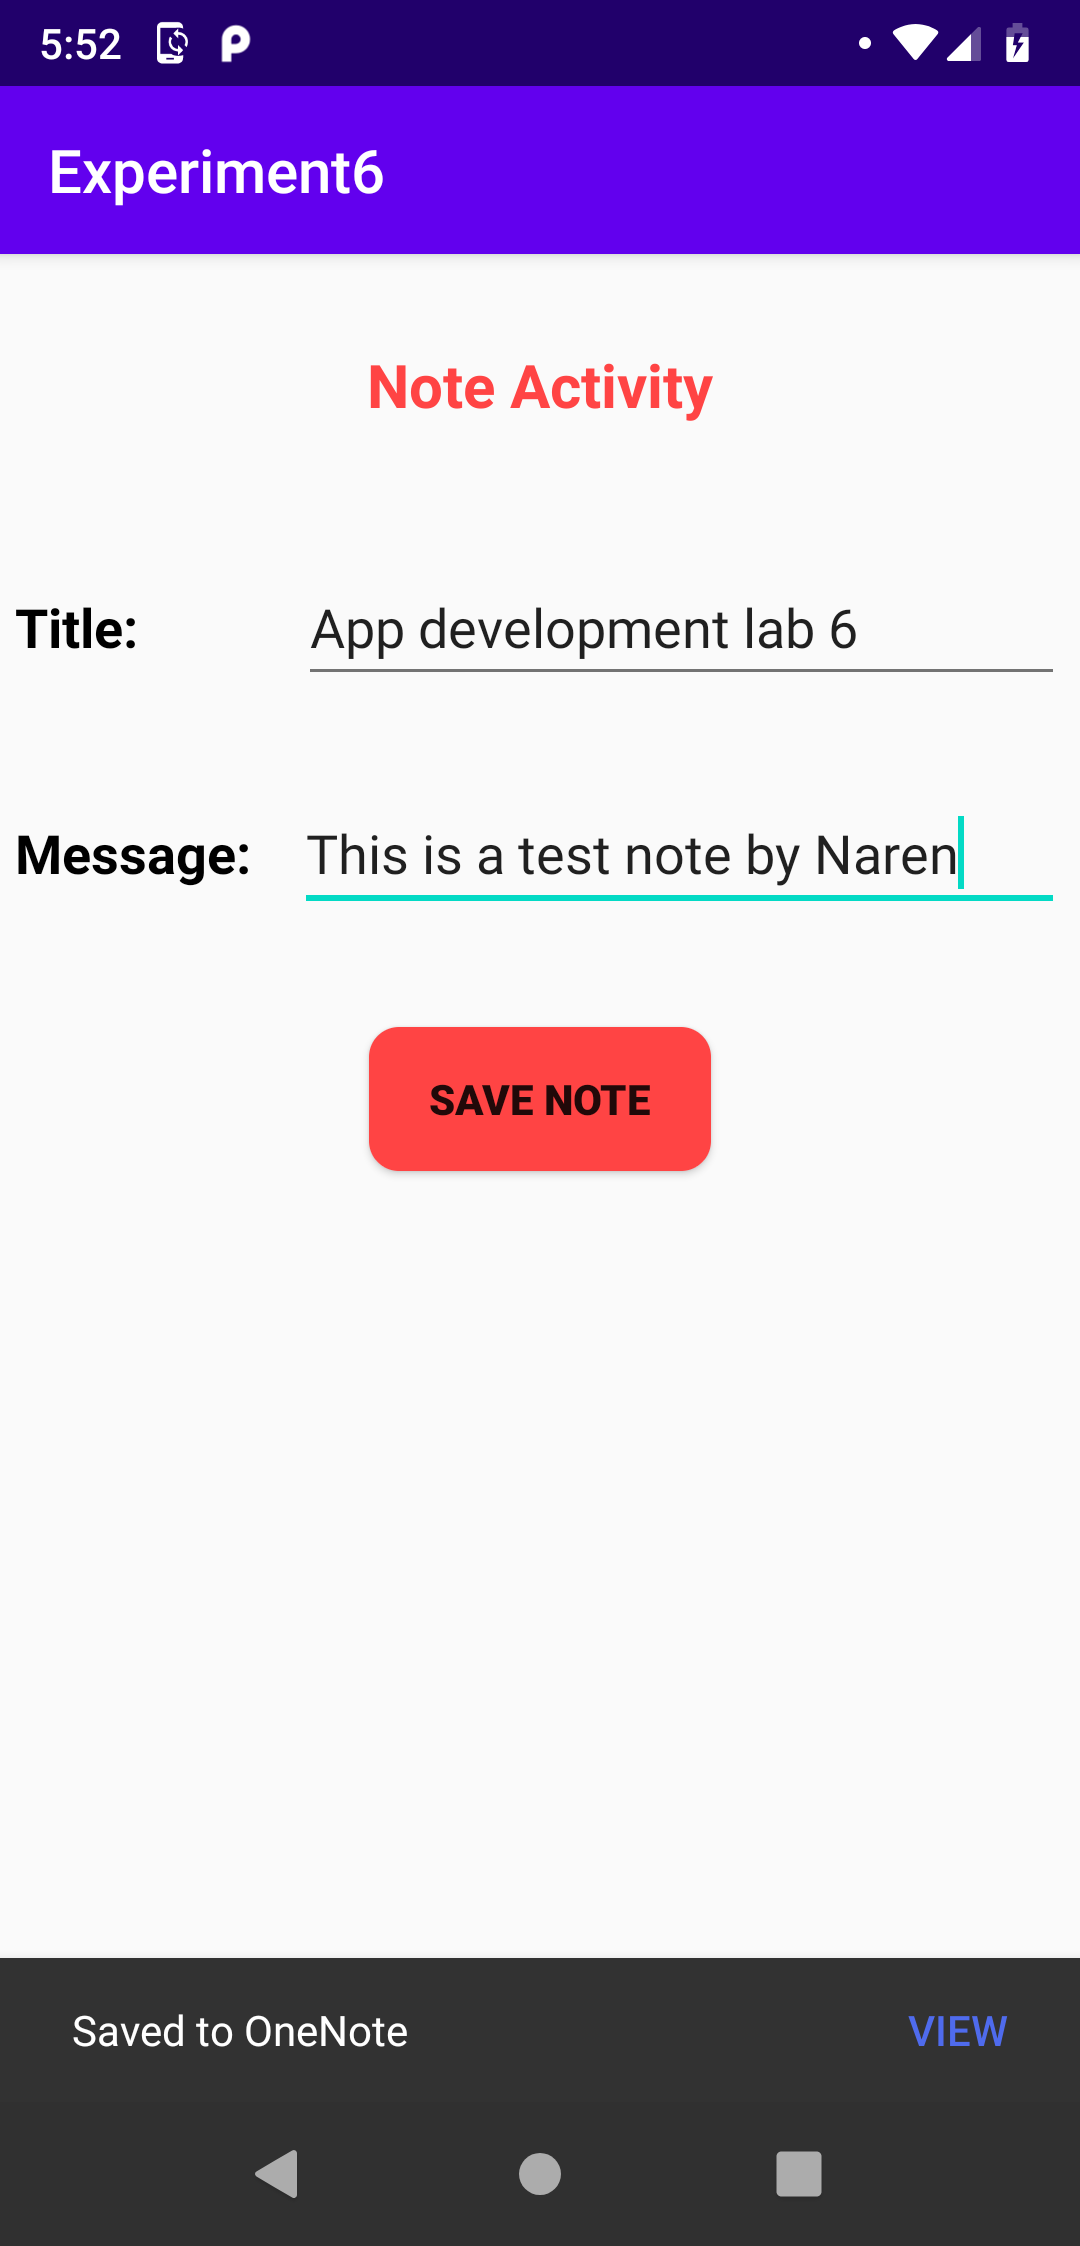 5:52
Experiment6
Note Activity
Title: App development lab 6
Message: This is a test note by Naren
SAVE NOTE
Saved to OneNote VIEW